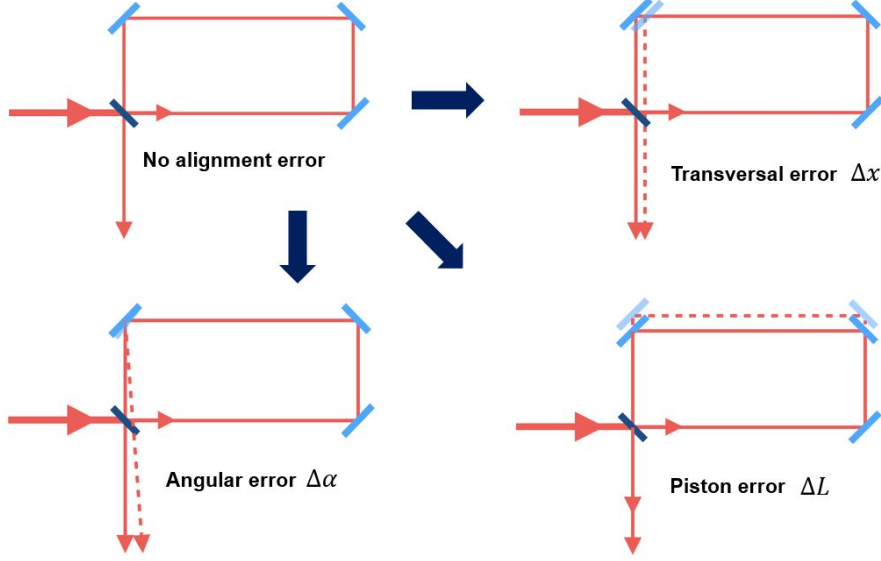 No alignment error
Transversal error Δx
Angular error Δα
Piston error ΔL